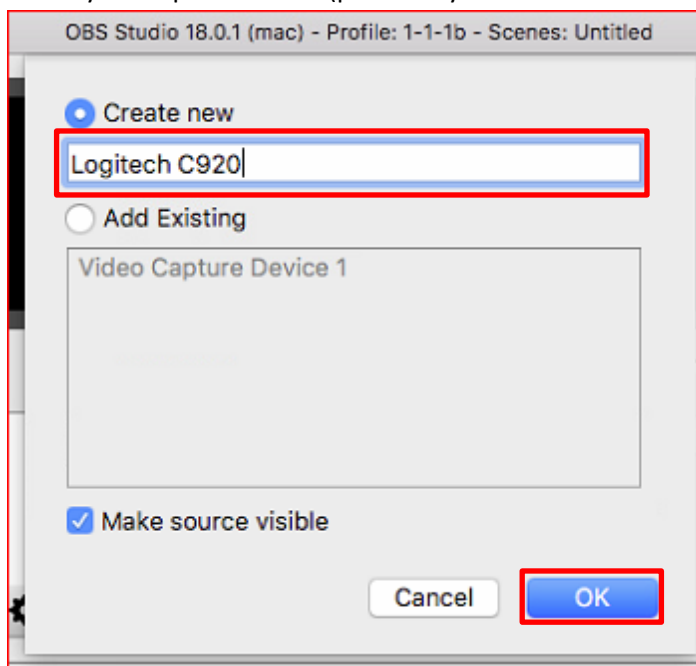 OBS Studio 18.0.1 (mac) - Profile: 1-1-1b - Scenes: Untitled
Create new
Logitech C920
Add Existing
Video Capture Device 1
Make source visible
Cancel OK